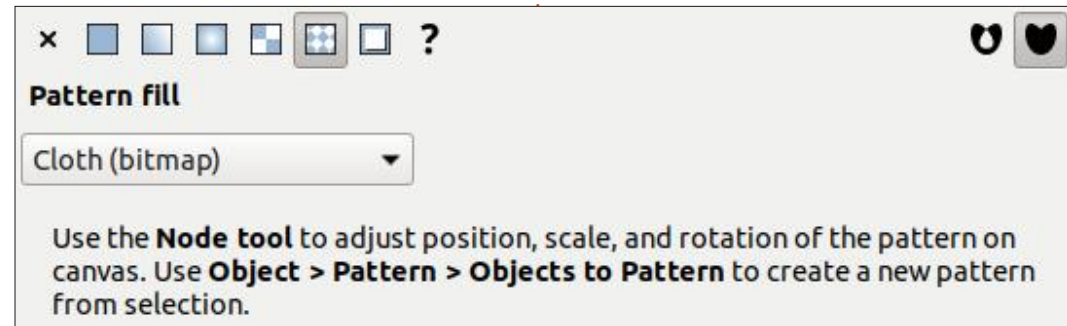 × ?
Pattern fill
Cloth (bitmap)
Use the Node tool to adjust position, scale, and rotation of the pattern on
canvas. Use Object > Pattern > Objects to Pattern to create a new pattern
from selection.